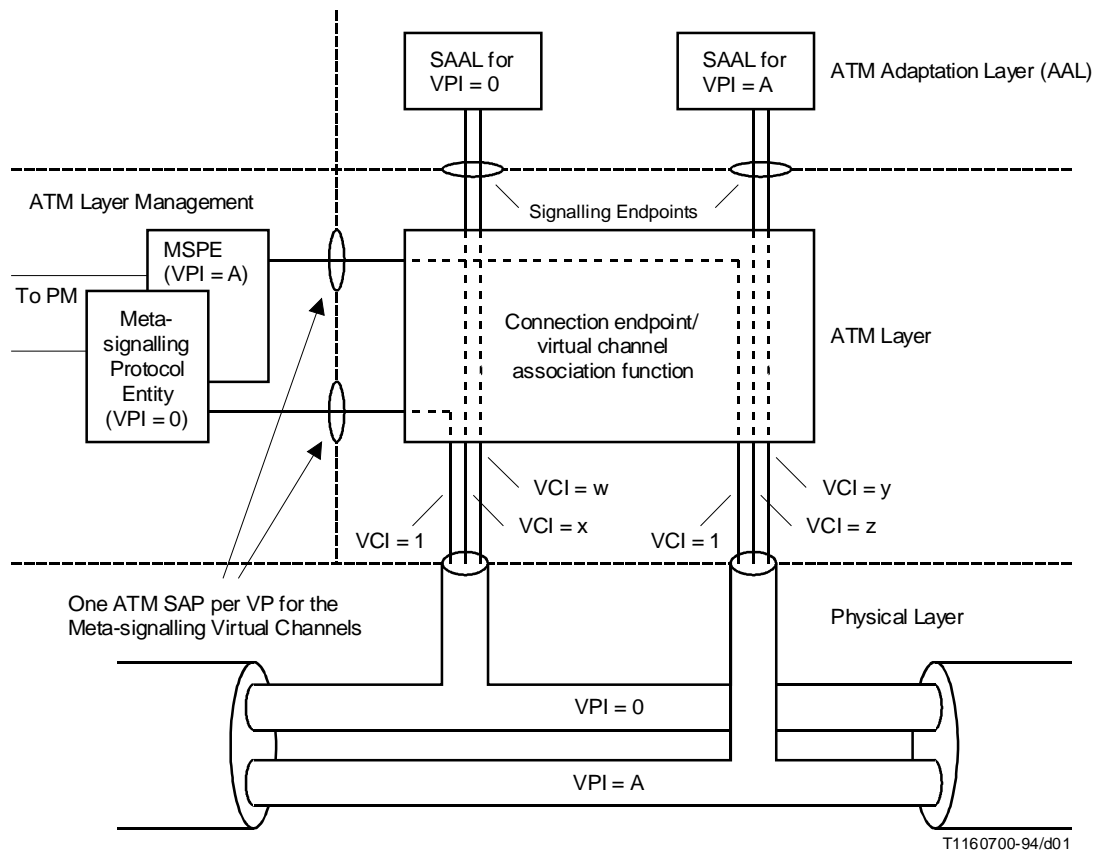 SAAL for
VPI = 0
SAAL for
VPI = A
ATM Adaptation Layer (AAL)
ATM Layer Management
Signalling Endpoints
MSPE
(VPI = A)
To PM
Meta-
signalling
Protocol
Entity
(VPI = 0)
Connection endpoint/
virtual channel
association function
ATM Layer
VCI = w
VCI = x
VCI = 1
VCI = y
VCI = z
VCI = 1
One ATM SAP per VP for the
Meta-signalling Virtual Channels
Physical Layer
VPI = 0
VPI = A
T1160700-94/d01